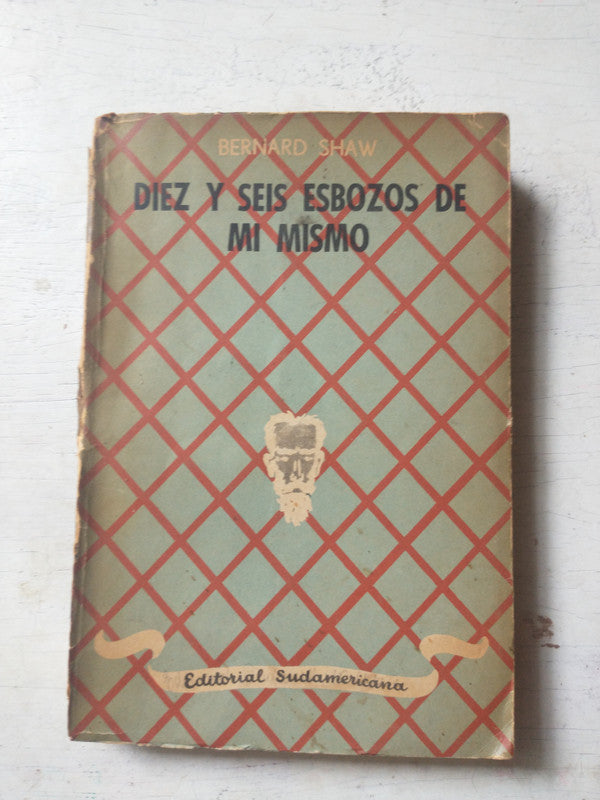 BERNARD SHAW
DIEZ Y SEIS ESBOZOS DE
MI MISMO
Editorial Sudamericana